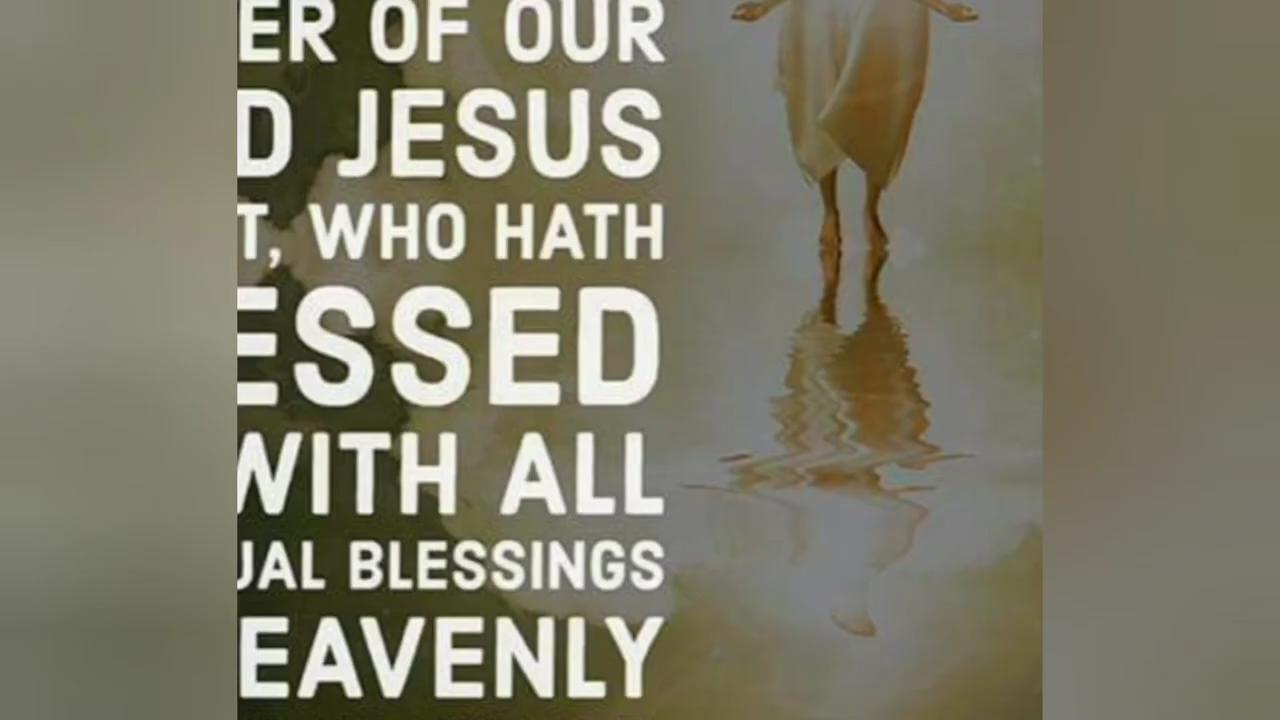 ER OF OUR
D JESUS
T, WHO HATH
ESSED
WITH ALL
UAL BLESSINGS
EAVENLY